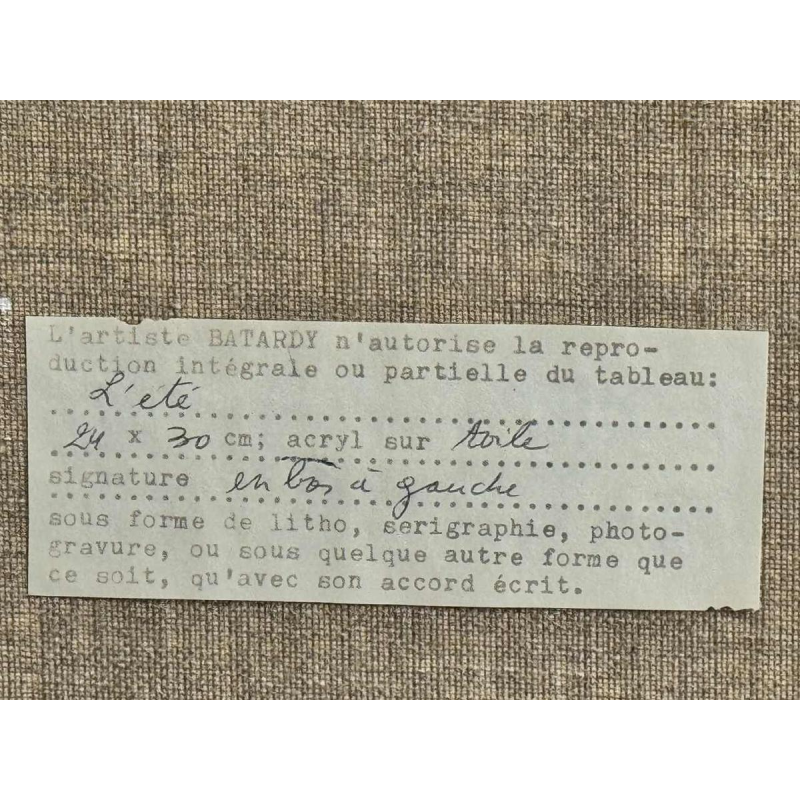 L'artiste BATARDY n'autorise la repro-
duction intégrale ou partielle du tableau:
L'été
24 x 30 cm; acryl sur toile
signature en bas à gauche
sous forme de litho, serigraphie, photo-
gravure, ou sous quelque autre forme que
ce soit, qu'avec son accord écrit.